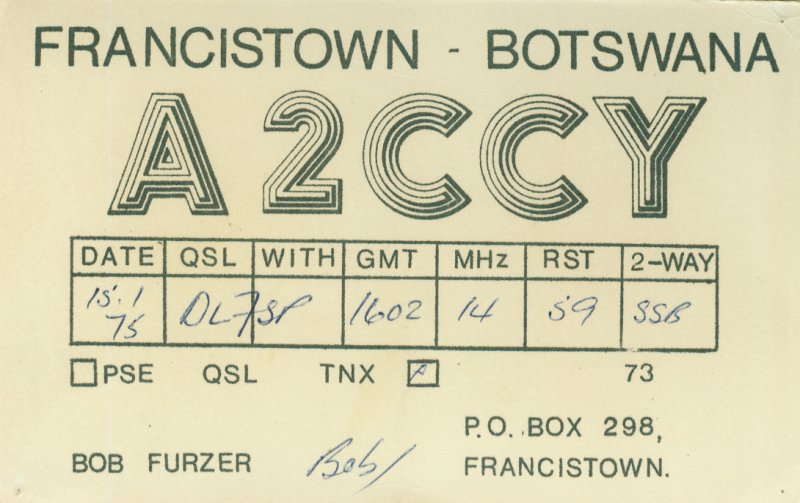 FRANCISTOWN - BOTSWANA
A2CCY
DATE QSL WITH GMT MHz RST 2-WAY
15.1 75 DL7SP 1602 14 59 SSB
PSE QSL TNX 73
P.O. BOX 298,
BOB FURZER Bob FRANCISTOWN.